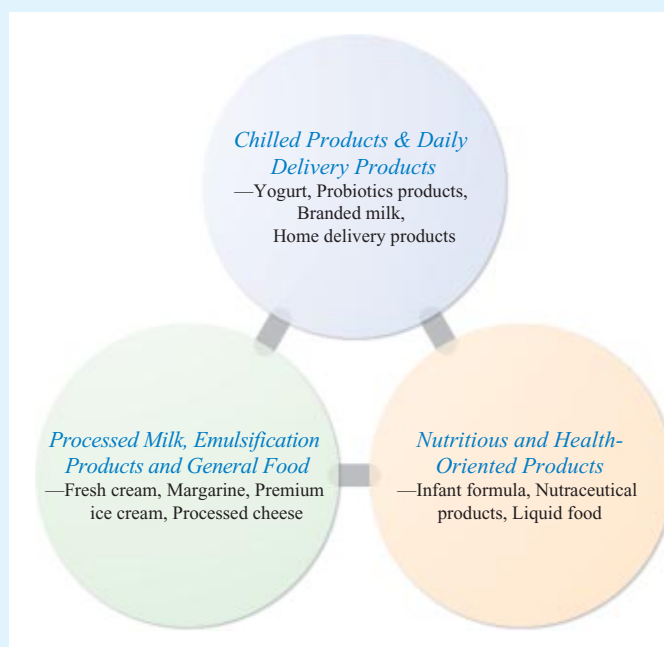 Chilled Products & Daily
Delivery Products
—Yogurt, Probiotics products,
Branded milk,
Home delivery products
Processed Milk, Emulsification
Products and General Food
—Fresh cream, Margarine, Premium
ice cream, Processed cheese
Nutritious and Health-
Oriented Products
—Infant formula, Nutraceutical
products, Liquid food